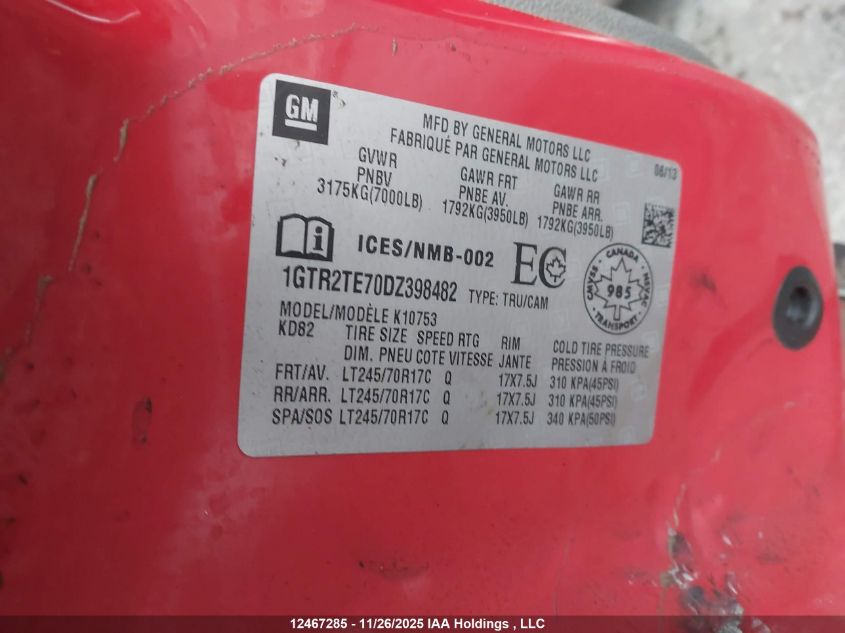 GM
MFD BY GENERAL MOTORS LLC
FABRIQUÉ PAR GENERAL MOTORS LLC
06/13
GVWR
PNBV
3175KG(7000LB)
GAWR FRT
PNBE AV.
1792KG(3950LB)
GAWR RR
PNBE ARR.
1792KG(3950LB)
i ICES/NMB-002 EC
CANADA
CMVSS NSVAC
985
TRANSPORT
1GTR2TE70DZ398482 TYPE: TRU/CAM
MODEL/MODÈLE K10753
KD82 TIRE SIZE SPEED RTG RIM COLD TIRE PRESSURE
DIM. PNEU COTE VITESSE JANTE PRESSION À FROID
FRT/AV. LT245/70R17C Q 17X7.5J 310 KPA(45PSI)
RR/ARR. LT245/70R17C Q 17X7.5J 310 KPA(45PSI)
SPA/SOS LT245/70R17C Q 17X7.5J 340 KPA(50PSI)
12467285 - 11/26/2025 IAA Holdings , LLC